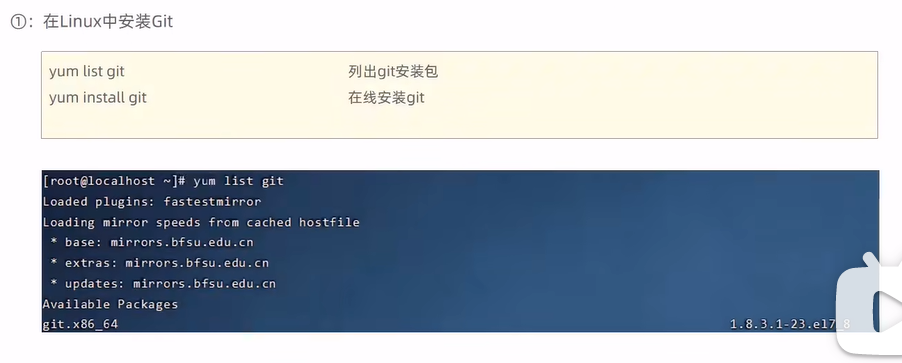 ①：在Linux中安装Git
yum list git 列出git安装包
yum install git 在线安装git
[root@localhost ~]# yum list git
Loaded plugins: fastestmirror
Loading mirror speeds from cached hostfile
* base: mirrors.bfsu.edu.cn
* extras: mirrors.bfsu.edu.cn
* updates: mirrors.bfsu.edu.cn
Available Packages
git.x86_64 1.8.3.1-23.el7_8